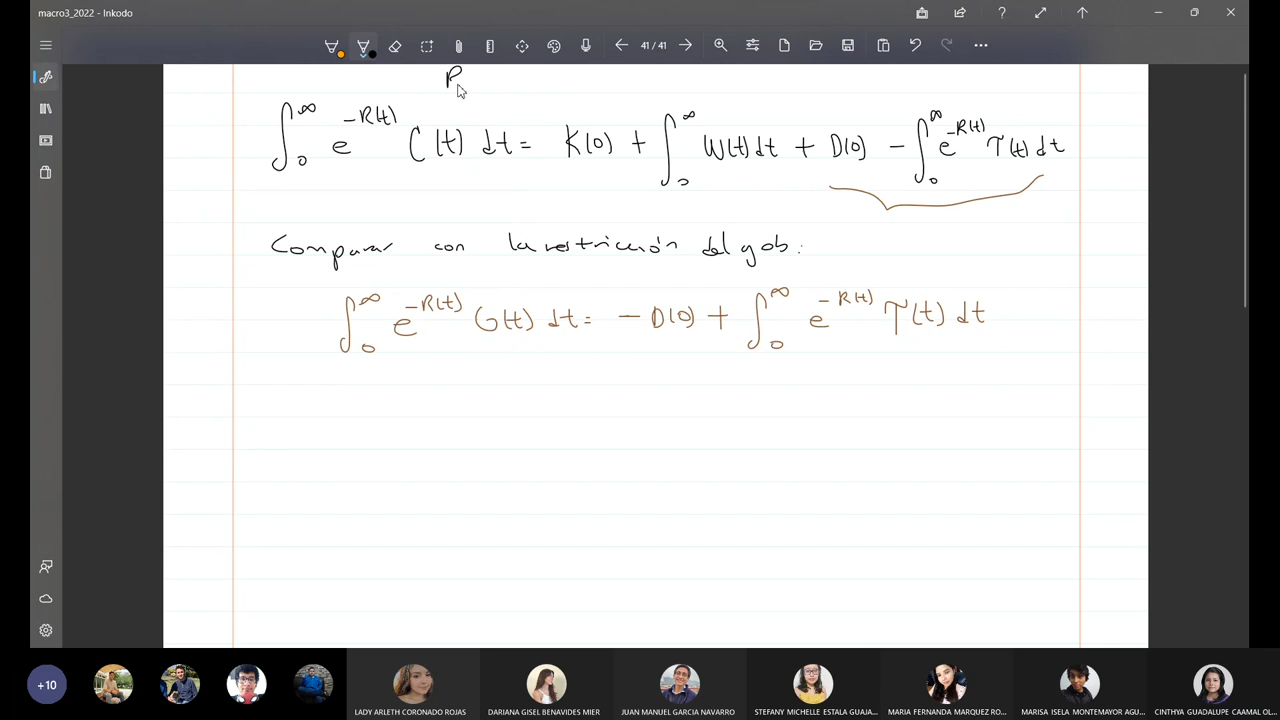 macro3_2022 - Inkodo
41 / 41
P
∫₀^∞ e^{-R(t)} C(t) dt = K(0) + ∫₀^∞ W(t) dt + D(0) - ∫₀^∞ e^{-R(t)} T(t) dt
Comparar con la restricción del gob:
∫₀^∞ e^{-R(t)} G(t) dt = - D(0) + ∫₀^∞ e^{-R(t)} T(t) dt
+10
LADY ARLETH CORONADO ROJAS
DARIANA GISEL BENAVIDES MIER
JUAN MANUEL GARCIA NAVARRO
STEFANY MICHELLE ESTALA GUAJA...
MARIA FERNANDA MARQUEZ RO...
MARISA ISELA MONTEMAYOR AGU...
CINTHYA GUADALUPE CAAMAL OL...